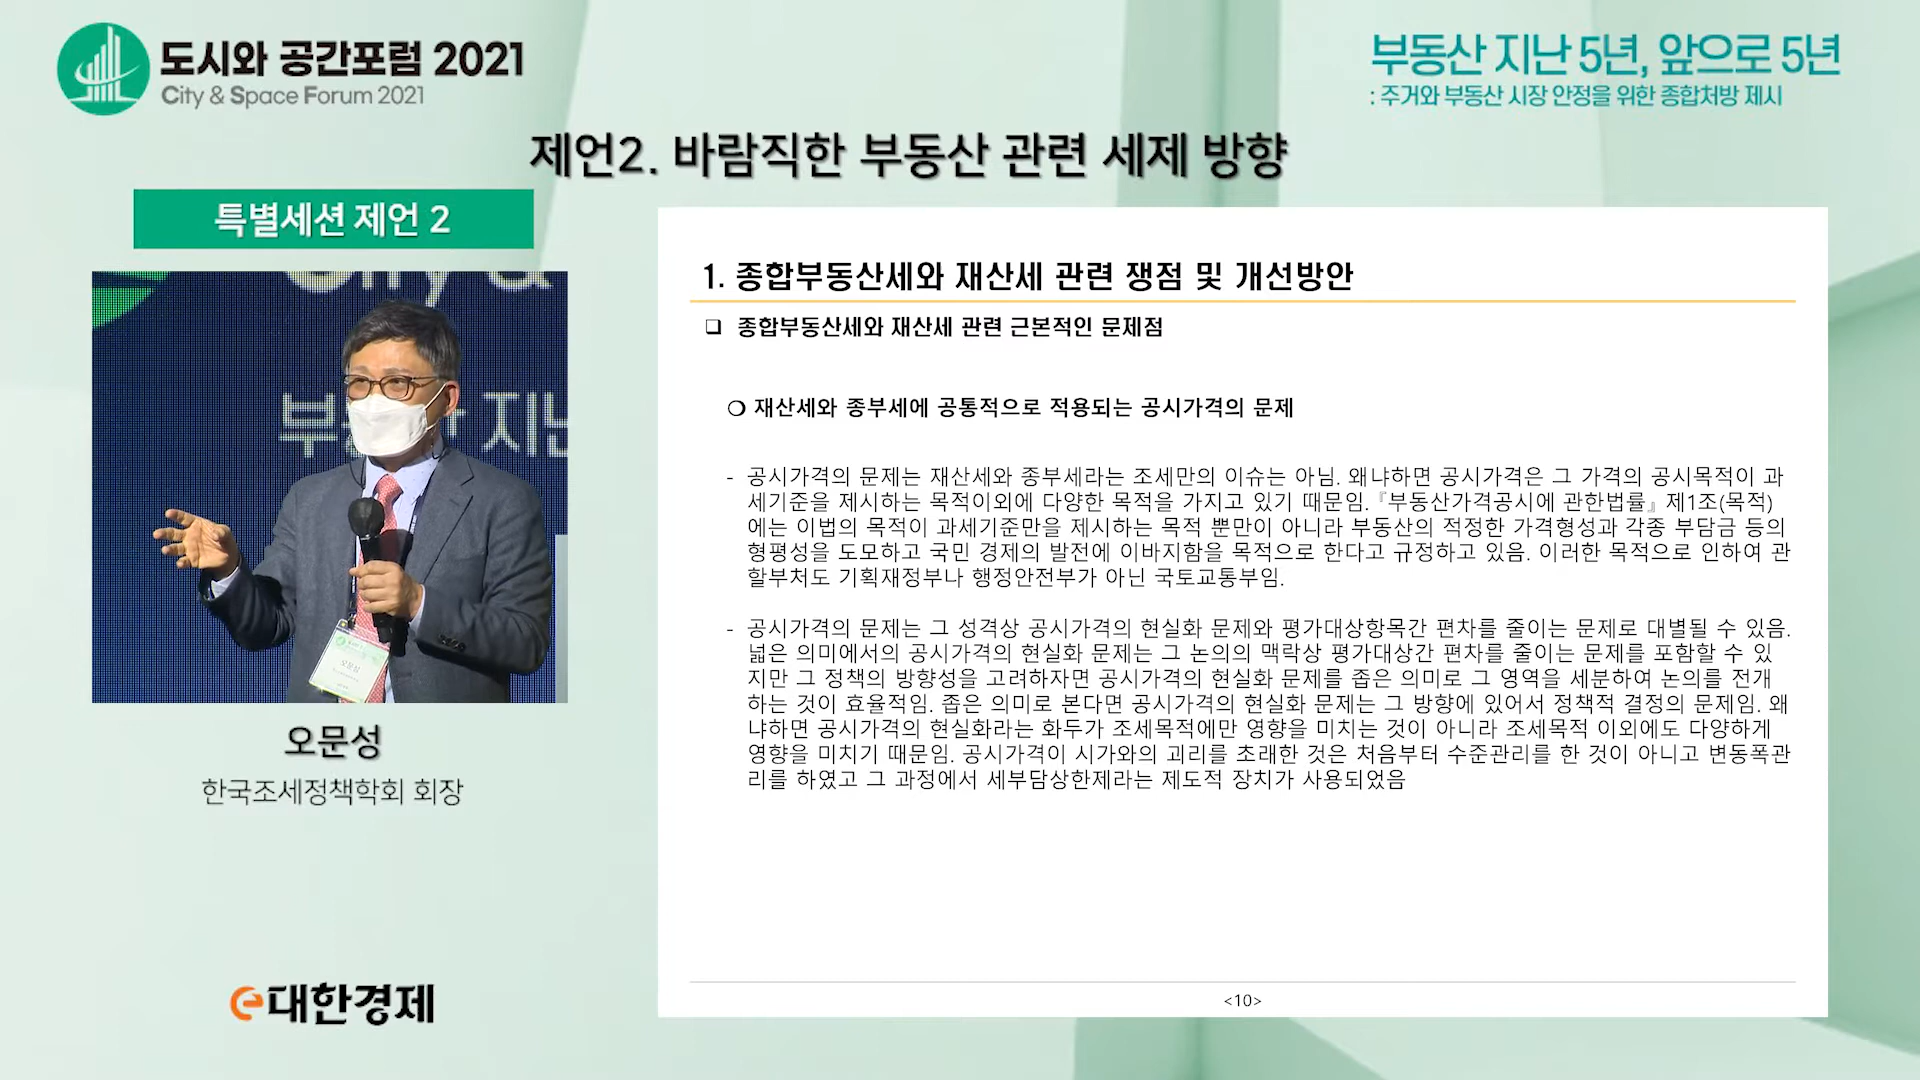 도시와 공간포럼 2021
City & Space Forum 2021
부동산 지난 5년, 앞으로 5년
: 주거와 부동산 시장 안정을 위한 종합처방 제시
제언2. 바람직한 부동산 관련 세제 방향
특별세션 제언 2
City &
지난
오문성
오문성
한국조세정책학회 회장
e대한경제
1. 종합부동산세와 재산세 관련 쟁점 및 개선방안
❑ 종합부동산세와 재산세 관련 근본적인 문제점
❍ 재산세와 종부세에 공통적으로 적용되는 공시가격의 문제
- 공시가격의 문제는 재산세와 종부세라는 조세만의 이슈는 아님. 왜냐하면 공시가격은 그 가격의 공시목적이 과
세기준을 제시하는 목적이외에 다양한 목적을 가지고 있기 때문임.『부동산가격공시에 관한법률』 제1조(목적)
에는 이법의 목적이 과세기준만을 제시하는 목적 뿐만이 아니라 부동산의 적정한 가격형성과 각종 부담금 등의
형평성을 도모하고 국민 경제의 발전에 이바지함을 목적으로 한다고 규정하고 있음. 이러한 목적으로 인하여 관
할부처도 기획재정부나 행정안전부가 아닌 국토교통부임.
- 공시가격의 문제는 그 성격상 공시가격의 현실화 문제와 평가대상항목간 편차를 줄이는 문제로 대별될 수 있음.
넓은 의미에서의 공시가격의 현실화 문제는 그 논의의 맥락상 평가대상간 편차를 줄이는 문제를 포함할 수 있
지만 그 정책의 방향성을 고려하자면 공시가격의 현실화 문제를 좁은 의미로 그 영역을 세분하여 논의를 전개
하는 것이 효율적임. 좁은 의미로 본다면 공시가격의 현실화 문제는 그 방향에 있어서 정책적 결정의 문제임. 왜
냐하면 공시가격의 현실화라는 화두가 조세목적에만 영향을 미치는 것이 아니라 조세목적 이외에도 다양하게
영향을 미치기 때문임. 공시가격이 시가와의 괴리를 초래한 것은 처음부터 수준관리를 한 것이 아니고 변동폭관
리를 하였고 그 과정에서 세부담상한제라는 제도적 장치가 사용되었음
<10>